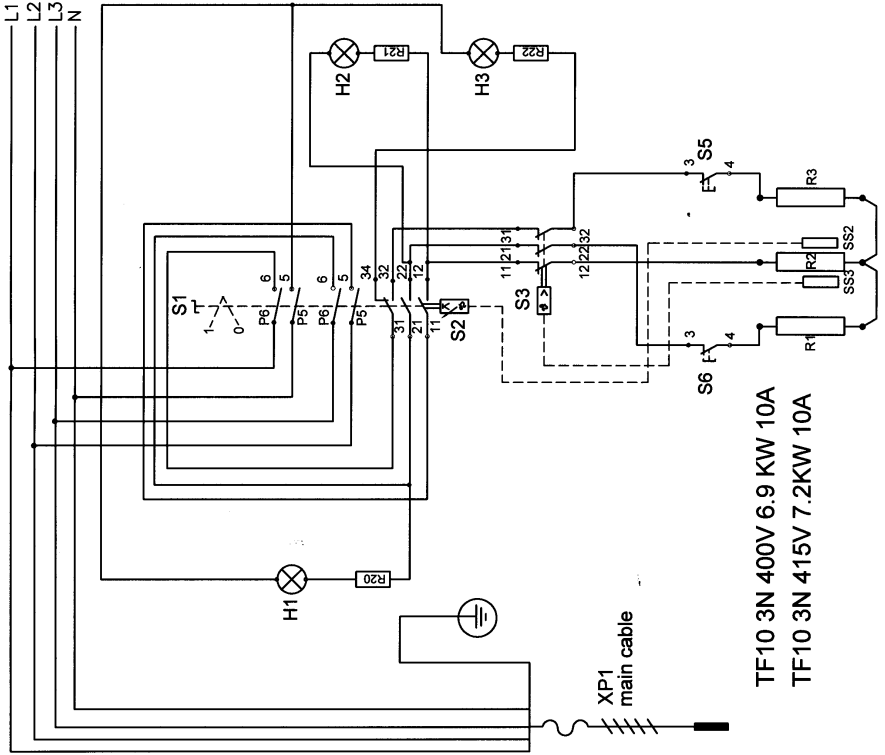 L1
L2
L3
N
H2
R21
H3
R22
S1
1
0
P6
6
P5
5
P6
6
P5
5
34
32
22
12
31
21
11
S2
S3
11
21
31
12
22
32
3
S5
4
3
S6
4
R3
SS2
R2
SS3
R1
H1
R20
XP1
main cable
TF10 3N 400V 6.9 KW 10A
TF10 3N 415V 7.2KW 10A